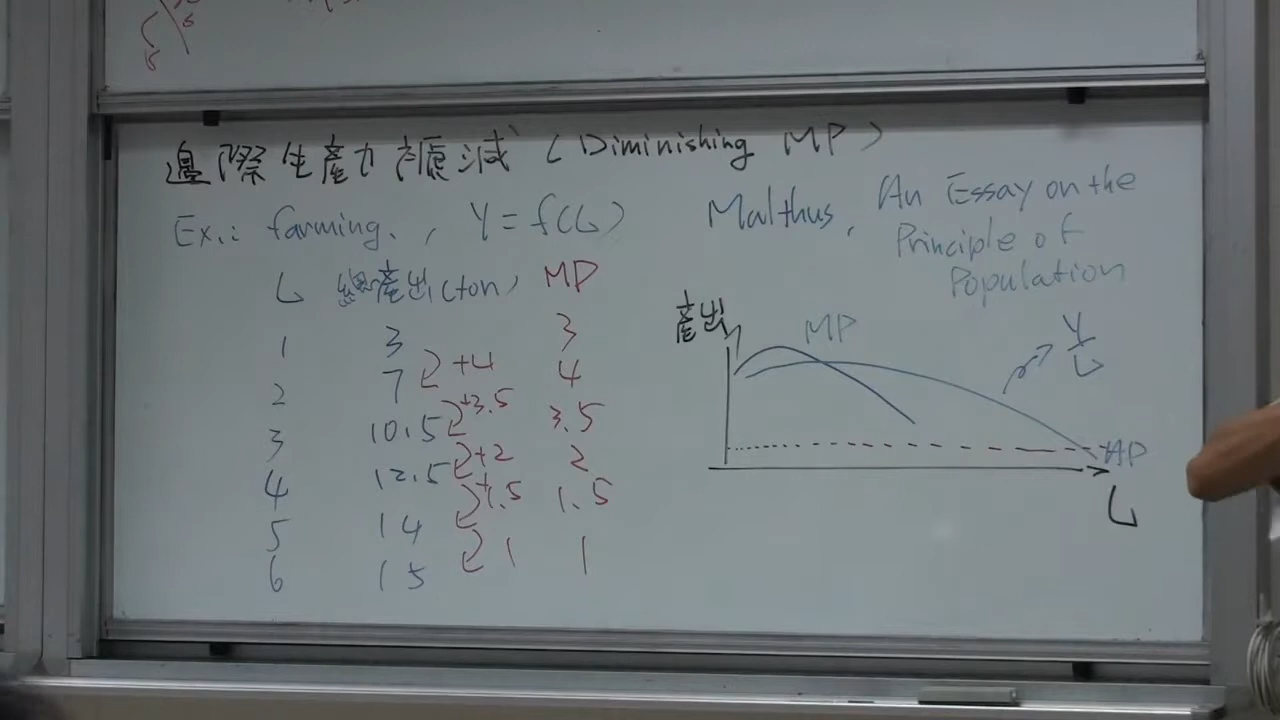 邊際生產力遞減 (Diminishing MP)
Ex.: farming., Y = f(L)
L 總產出(ton) MP
1 3 3
+4
2 7 4
+3.5
3 10.5 3.5
+2
4 12.5 2
+1.5
5 14 1.5
1
6 15 1
Malthus, An Essay on the
Principle of
Population
產出
MP
Y/L
AP
L